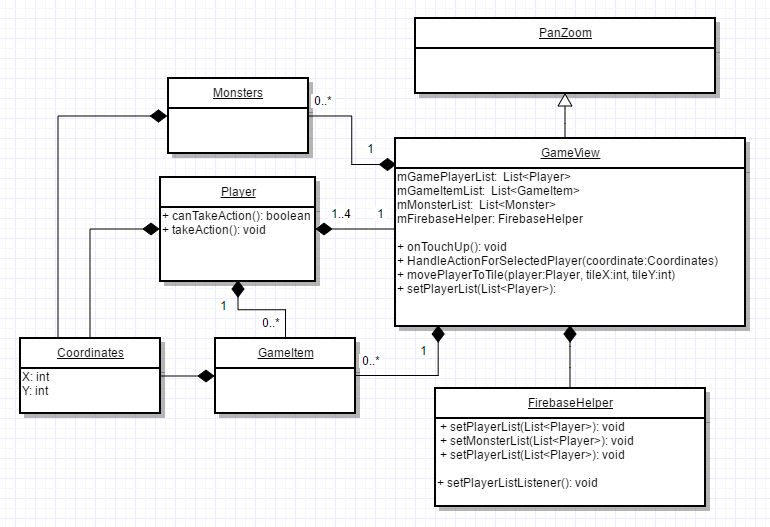 PanZoom
Monsters
0..*
1
GameView
mGamePlayerList: List<Player>
mGameItemList: List<GameItem>
mMonsterList: List<Monster>
mFirebaseHelper: FirebaseHelper
+ onTouchUp(): void
+ HandleActionForSelectedPlayer(coordinate:Coordinates)
+ movePlayerToTile(player:Player, tileX:int, tileY:int)
+ setPlayerList(List<Player>):
Player
+ canTakeAction(): boolean
+ takeAction(): void
1..4
1
1
0..*
Coordinates
X: int
Y: int
GameItem
0..*
1
FirebaseHelper
+ setPlayerList(List<Player>): void
+ setMonsterList(List<Player>): void
+ setPlayerList(List<Player>): void
+ setPlayerListListener(): void